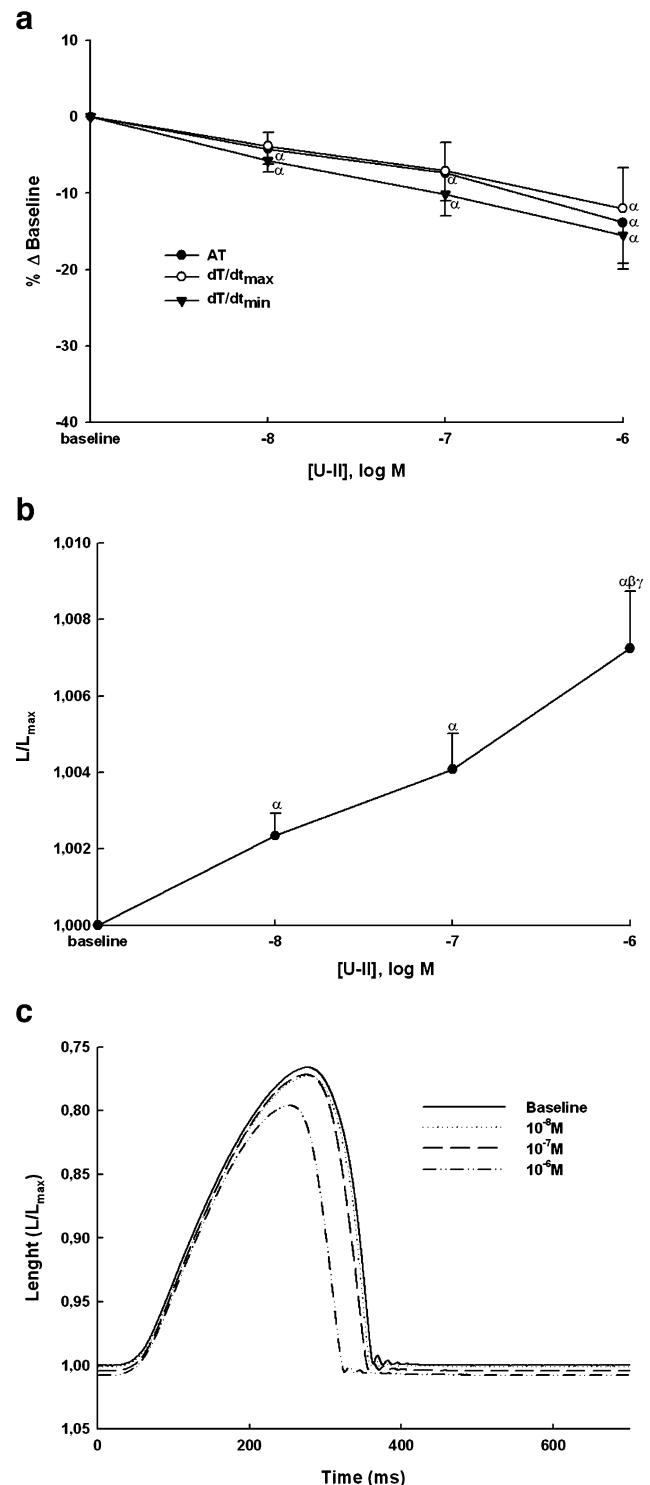 a
10
0
-10
-20
-30
-40
% Δ Baseline
α
α
α
α
α
α
α
AT
dT/dtmax
dT/dtmin
baseline -8 -7 -6
[U-II], log M
b
1,010
1,008
1,006
1,004
1,002
1,000
L/Lmax
α
α
αβγ
baseline -8 -7 -6
[U-II], log M
c
0,75
0,80
0,85
0,90
0,95
1,00
1,05
Lenght (L/Lmax)
Baseline
10-8M
10-7M
10-6M
0 200 400 600
Time (ms)